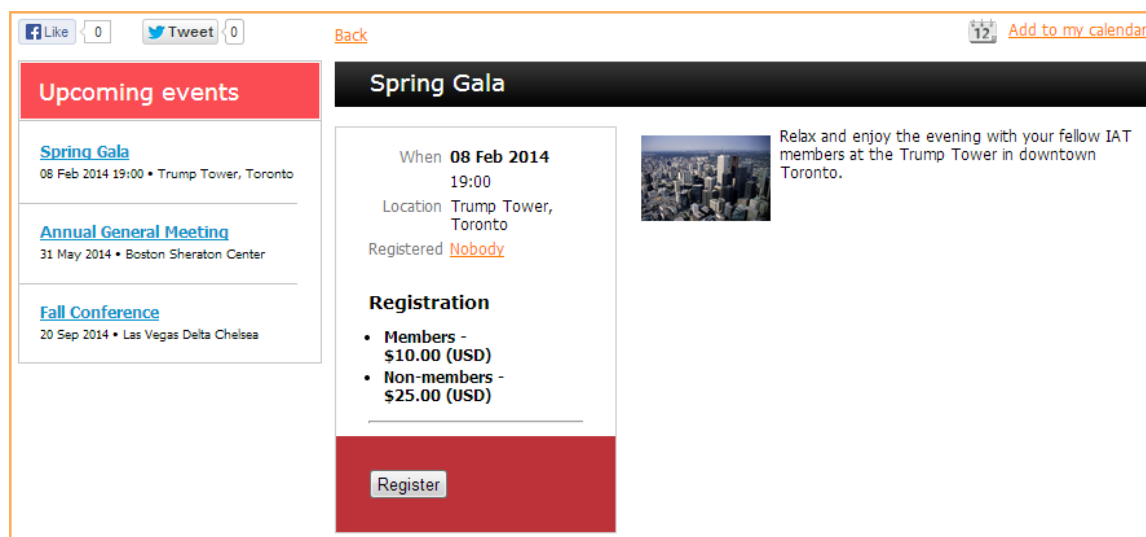 Like 0
Tweet 0
Back
12
Add to my calendar
Upcoming events
Spring Gala
08 Feb 2014 19:00 • Trump Tower, Toronto
Annual General Meeting
31 May 2014 • Boston Sheraton Center
Fall Conference
20 Sep 2014 • Las Vegas Delta Chelsea
Spring Gala
When 08 Feb 2014
19:00
Location Trump Tower,
Toronto
Registered Nobody
Registration
• Members -
$10.00 (USD)
• Non-members -
$25.00 (USD)
Register
Relax and enjoy the evening with your fellow IAT
members at the Trump Tower in downtown
Toronto.